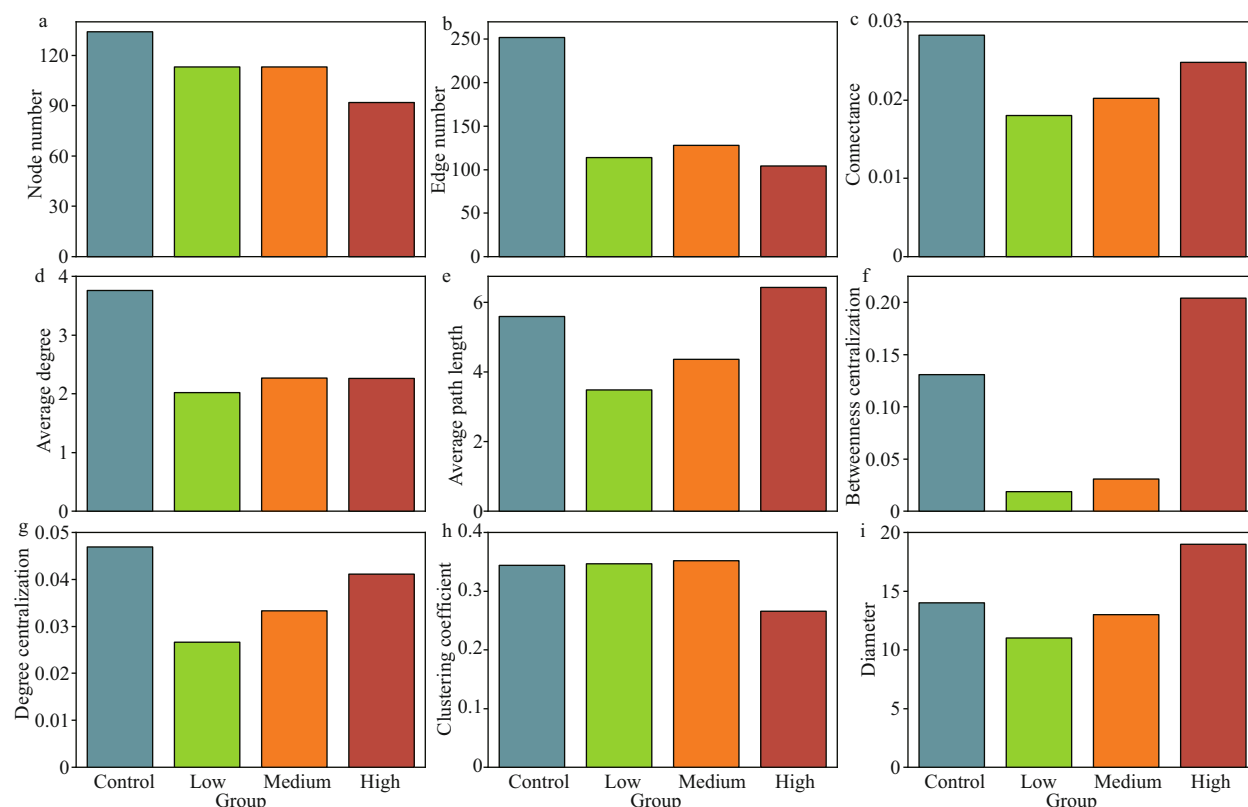 a
120
90
60
30
0
Node number
b
250
200
150
100
50
0
Edge number
c
0.03
0.02
0.01
0
Connectance
d
4
3
2
1
0
Average degree
e
6
4
2
0
Average path length
f
0.20
0.15
0.10
0.05
0
Betweenness centralization
g
0.05
0.04
0.03
0.02
0.01
0
Degree centralization
Control Low Medium High
Group
h
0.4
0.3
0.2
0.1
0
Clustering coefficient
Control Low Medium High
Group
i
20
15
10
5
0
Diameter
Control Low Medium High
Group